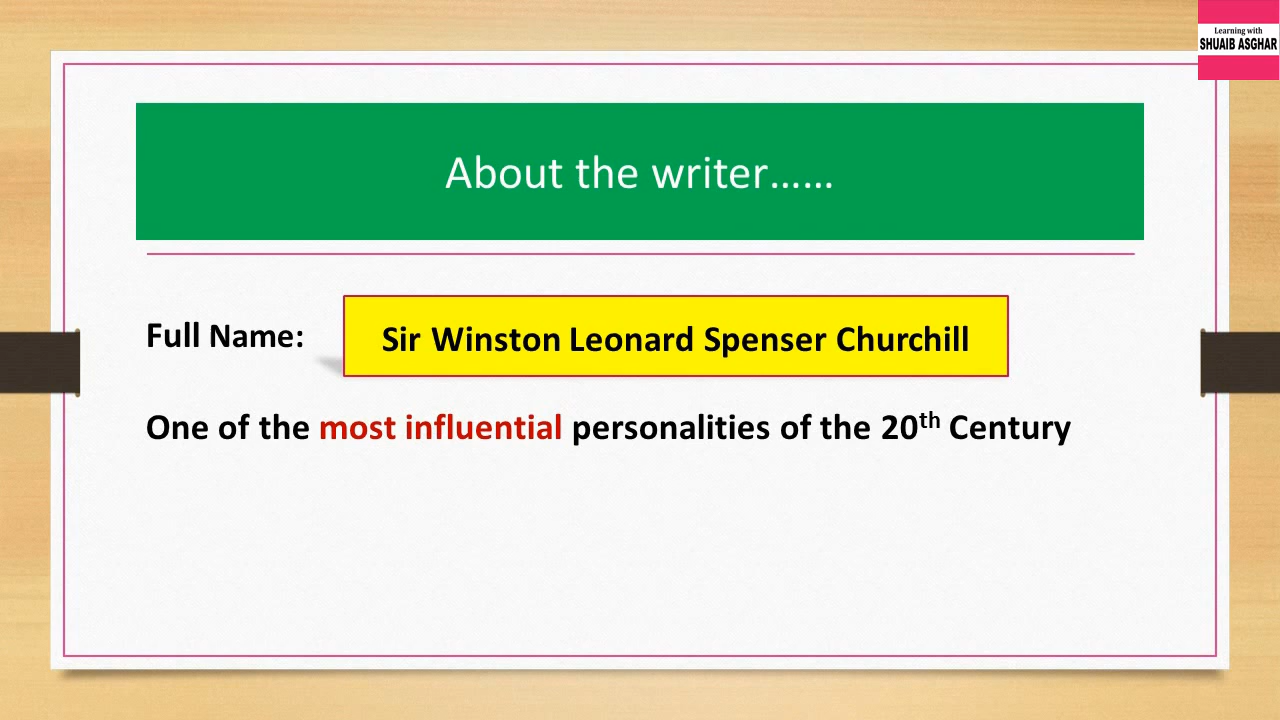 Learning with
SHUAIB ASGHAR
About the writer……
Full Name: Sir Winston Leonard Spenser Churchill
One of the most influential personalities of the 20th Century